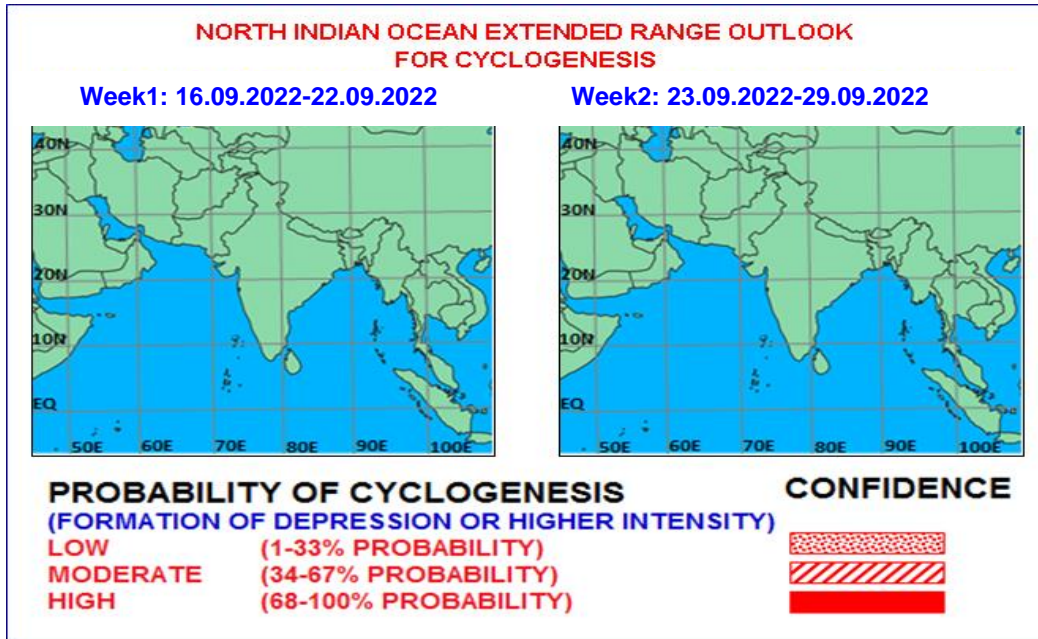 NORTH INDIAN OCEAN EXTENDED RANGE OUTLOOK
FOR CYCLOGENESIS
Week1: 16.09.2022-22.09.2022
Week2: 23.09.2022-29.09.2022
40N
30N
20N
10N
EQ
50E 60E 70E 80E 90E 100E
40N
30N
20N
10N
EQ
50E 60E 70E 80E 90E 100E
PROBABILITY OF CYCLOGENESIS
(FORMATION OF DEPRESSION OR HIGHER INTENSITY)
LOW (1-33% PROBABILITY)
MODERATE (34-67% PROBABILITY)
HIGH (68-100% PROBABILITY)
CONFIDENCE